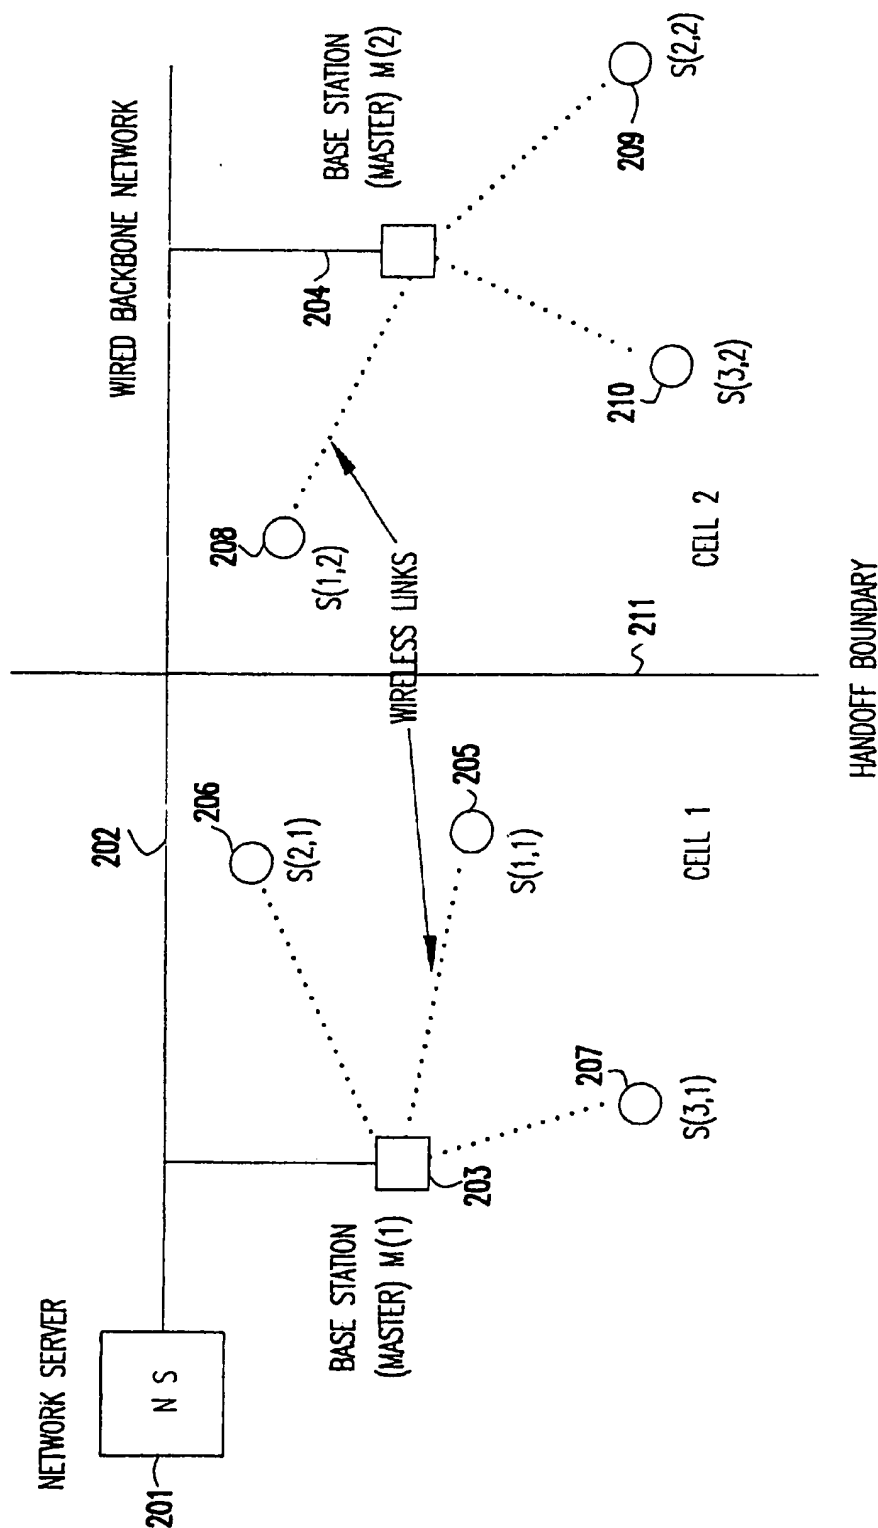 NETWORK SERVER
N S
201
202
WIRED BACKBONE NETWORK
BASE STATION
(MASTER) M(1)
203
206
S(2,1)
205
S(1,1)
207
S(3,1)
CELL 1
WIRELESS LINKS
208
S(1,2)
204
BASE STATION
(MASTER) M(2)
209
S(2,2)
210
S(3,2)
CELL 2
211
HANDOFF BOUNDARY